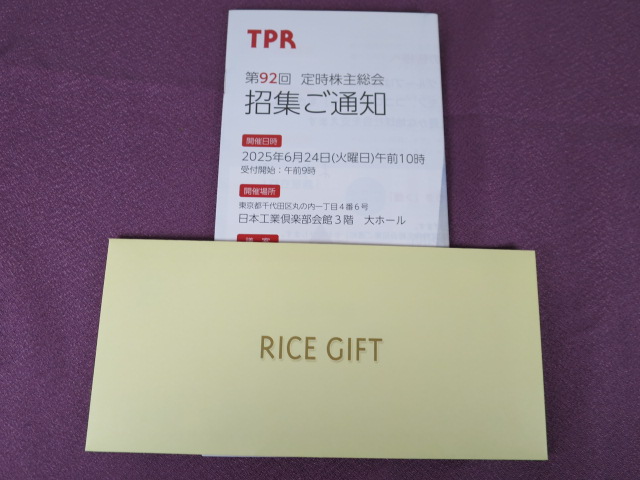 TPR
第92回 定時株主総会
招集ご通知
開催日時
2025年6月24日(火曜日)午前10時
受付開始：午前9時
開催場所
東京都千代田区丸の内一丁目4番6号
日本工業倶楽部会館3階 大ホール
RICE GIFT